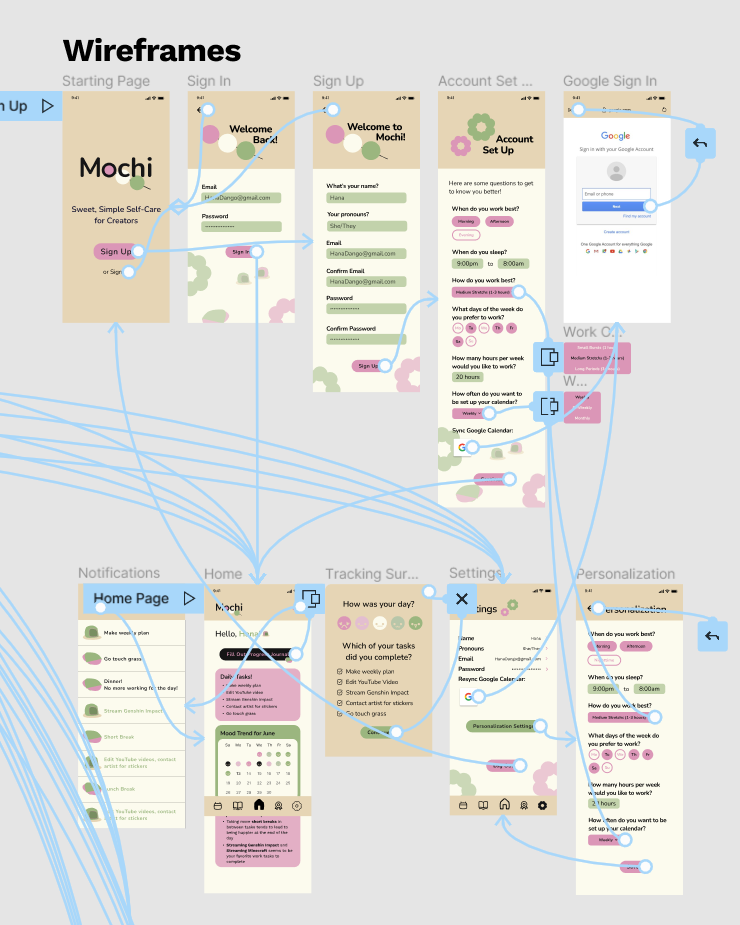 Wireframes
Starting Page
Sign In
Sign Up
Account Set ...
Google Sign In
n Up
9:41
Mochi
Sweet, Simple Self-Care
for Creators
Sign Up
or Sign
9:41
Welcome
Back!
Email
HanaDango@gmail.com
Password
Sign In
Welcome to
Mochi!
What's your name?
Hana
Your pronouns?
She/They
Email
HanaDango@gmail.com
Confirm Email
HanaDango@gmail.com
Password
Confirm Password
Sign Up
9:41
Account
Set Up
Here are some questions to get
to know you better!
When do you work best?
Morning
Afternoon
Evening
When do you sleep?
9:00pm
to
8:00am
How do you work best?
Medium Stretchs (1-3 hours)
What days of the week do
you prefer to work?
Mo
Tu
We
Th
Fr
Sa
Su
How many hours per week
would you like to work?
20 hours
How often do you want to
be set up your calendar?
Weekly
Sync Google Calendar:
G
9:41
Google
Sign in with your Google Account
Email or phone
Next
Find my account
Create account
One Google Account for everything Google
Work O...
Medium Stretchs (1-3 hours)
W...
Weekly
Monthly
Notifications
Home
Tracking Sur...
Settings
Personalization
Home Page
Make weekly plan
Go touch grass
Dinner!
No more working for the day!
Stream Genshin Impact
Short Break
Edit YouTube videos, contact
artist for stickers
Lunch Break
Edit YouTube videos, contact
artist for stickers
9:41
Mochi
Hello, Hana
Fill Out Progress Journal
Daily Tasks!
Make weekly plan
Edit YouTube video
Stream Genshin Impact
Contact artist for stickers
Go touch grass
Mood Trend for June
Su Mo Tu We Th Fr Sa
Taking more short breaks in
between tasks tends to lead to
being happier at the end of the
day
Streaming Genshin Impact and
Streaming Minecraft seems to be
your favorite work tasks to
complete
How was your day?
Which of your tasks
did you complete?
Make weekly plan
Edit YouTube Video
Stream Genshin Impact
Contact artist for stickers
Go touch grass
Continue
Settings
Name
Hana
Pronouns
She/They
Email
HanaDango@gmail.com
Password
Resync Google Calendar:
G
Personalization Settings
9:41
Personalization
When do you work best?
Morning
Afternoon
When do you sleep?
9:00pm
to
8:00am
How do you work best?
Medium Stretchs (1-3 hours)
What days of the week do
you prefer to work?
Mo
Tu
We
Th
Fr
Sa
Su
How many hours per week
would you like to work?
20 hours
How often do you want to be
set up your calendar?
Weekly